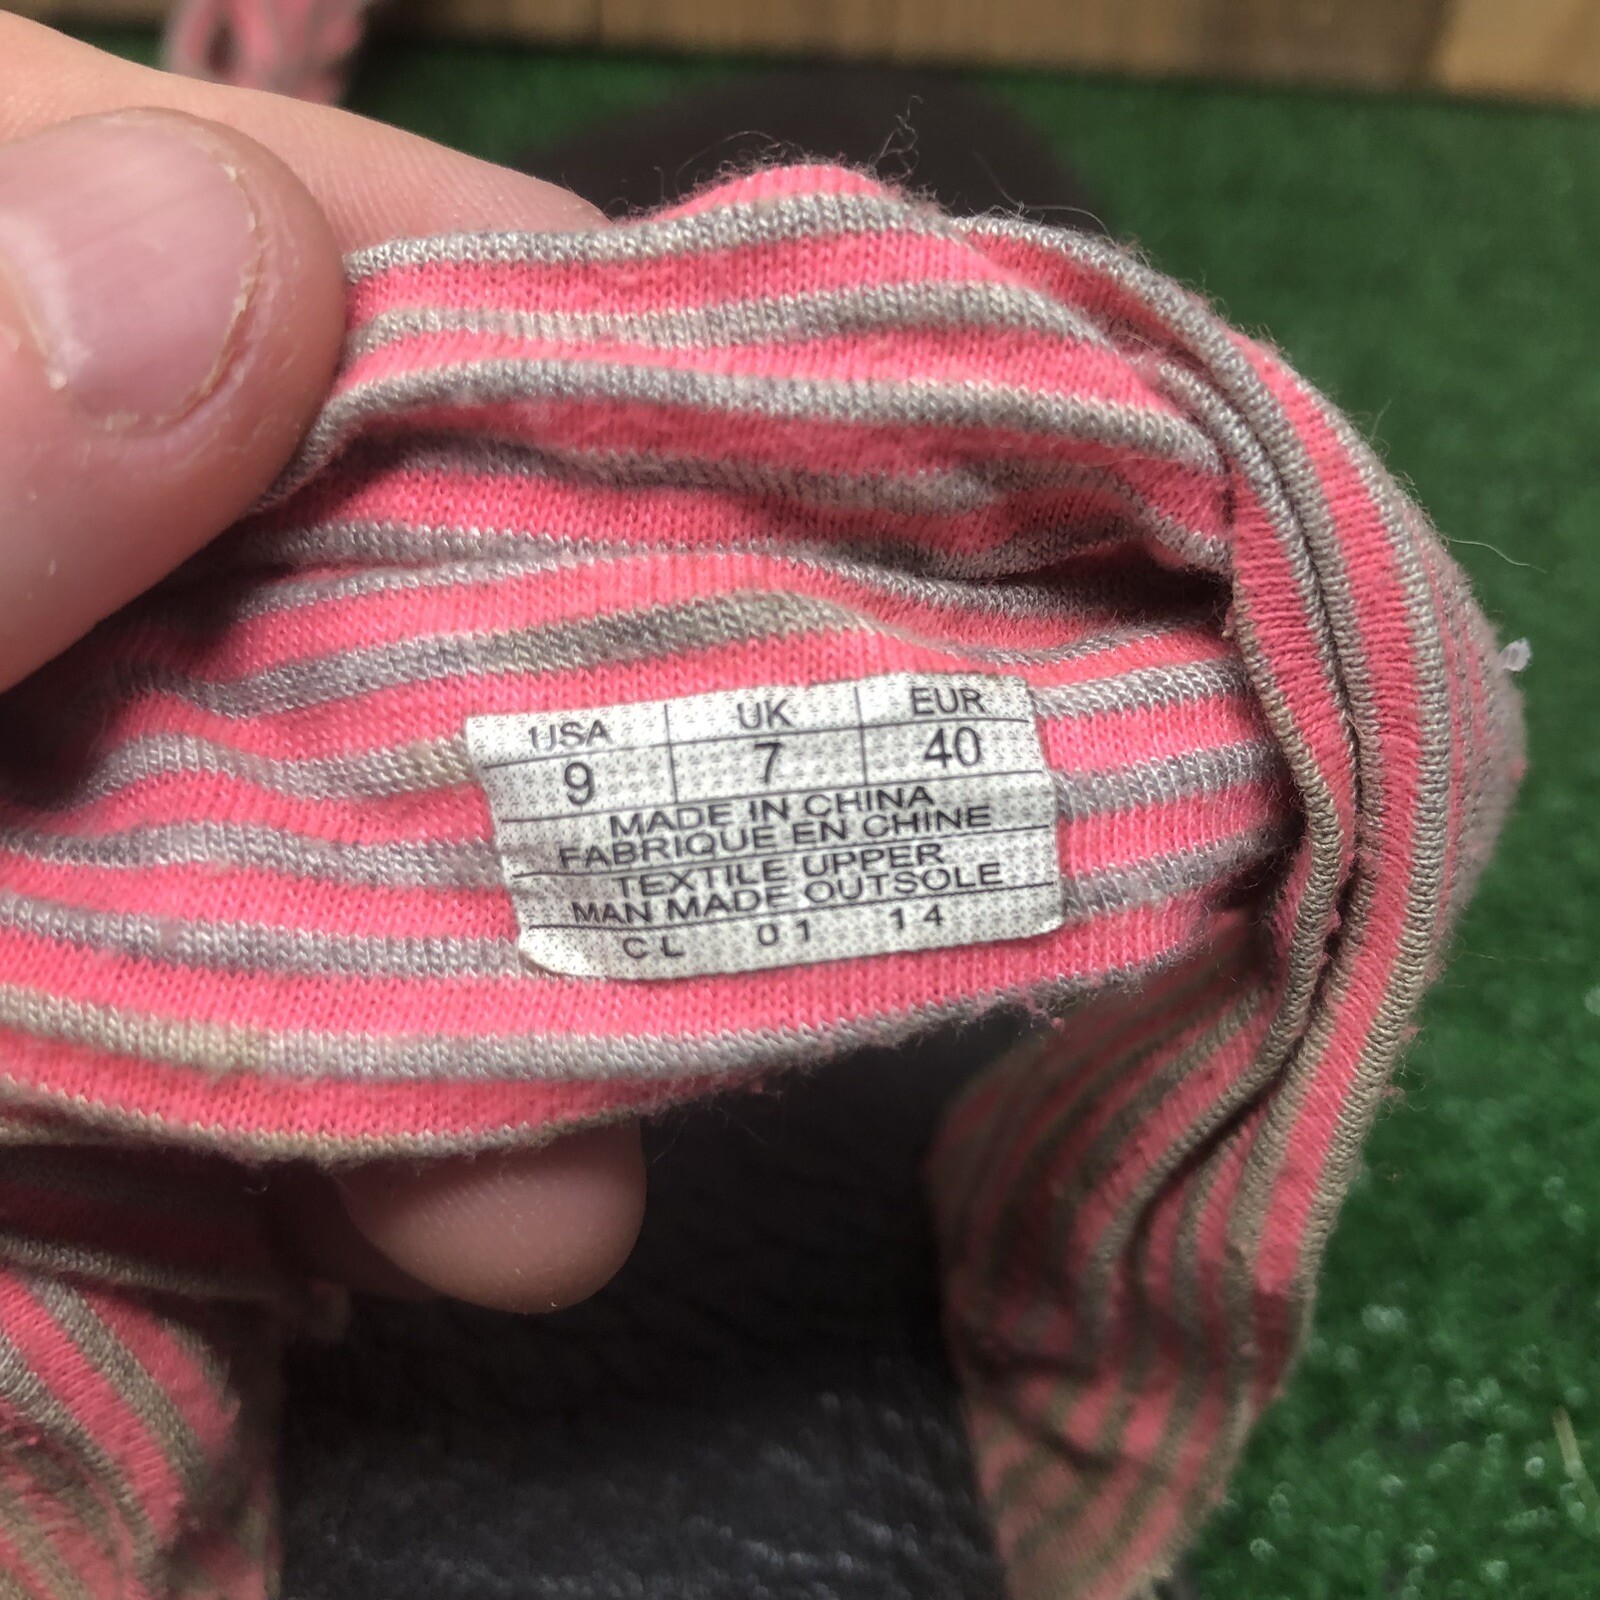 USA UK EUR
9 7 40
MADE IN CHINA
FABRIQUE EN CHINE
TEXTILE UPPER
MAN MADE OUTSOLE
CL 01 14